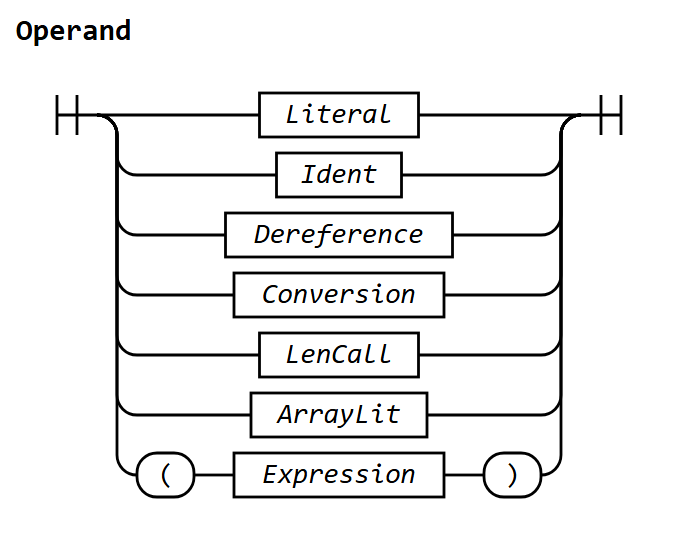 Operand
Literal
Ident
Dereference
Conversion
LenCall
ArrayLit
( Expression )